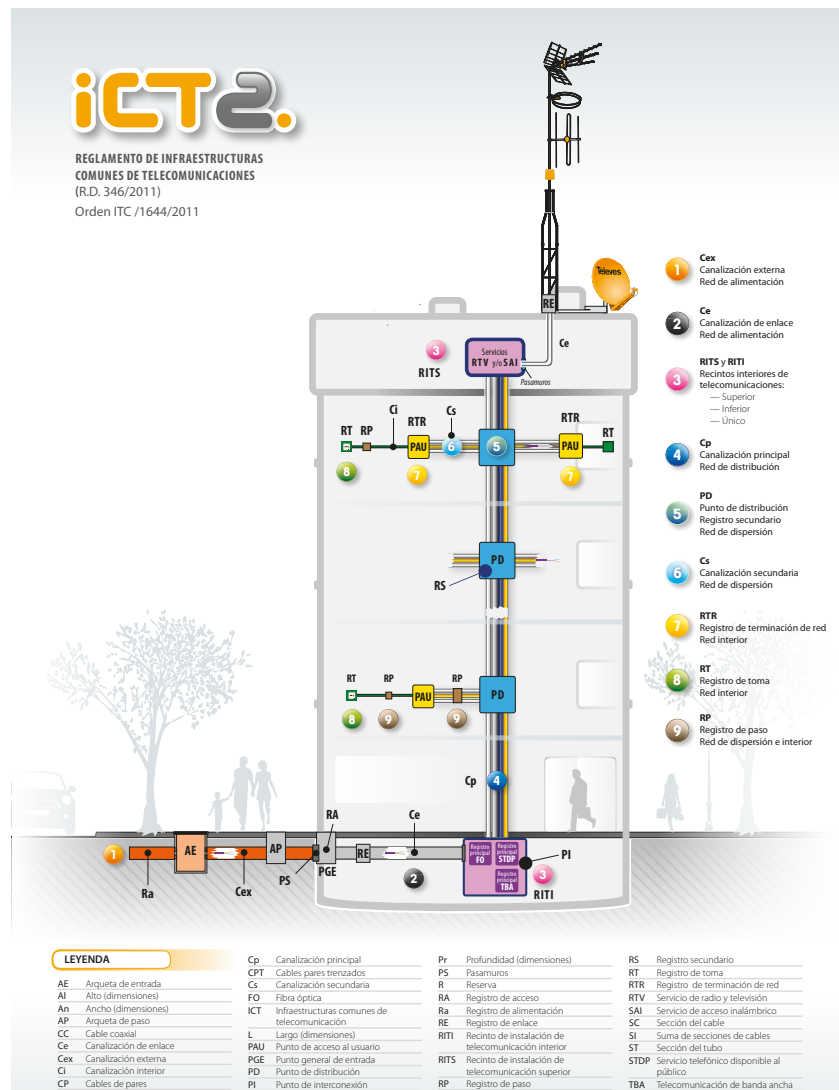 iCT2.
REGLAMENTO DE INFRAESTRUCTURAS
COMUNES DE TELECOMUNICACIONES
(R.D. 346/2011)
Orden ITC /1644/2011
Televes
RE
Ce
3
RITS
Servicios
RTV y/o SAI
Pasamuros
Ci
Cs
RT
RP
RTR
RTR
RT
PAU
6
5
PAU
8
7
7
PD
RS
RT
RP
RP
PAU
PD
8
9
9
Cp
4
RA
Ce
1
AE
AP
RE
Registro
principal
FO
Registro
principal
STDP
Registro
principal
TBA
PI
Ra
Cex
PS
PGE
2
3
RITI
1
Cex
Canalización externa
Red de alimentación
2
Ce
Canalización de enlace
Red de alimentación
3
RITS y RITI
Recintos interiores de
telecomunicaciones:
— Superior
— Inferior
— Único
4
Cp
Canalización principal
Red de distribución
5
PD
Punto de distribución
Registro secundario
Red de dispersión
6
Cs
Canalización secundaria
Red de dispersión
7
RTR
Registro de terminación de red
Red interior
8
RT
Registro de toma
Red interior
9
RP
Registro de paso
Red de dispersión e interior
LEYENDA
AE Arqueta de entrada
Al Alto (dimensiones)
An Ancho (dimensiones)
AP Arqueta de paso
CC Cable coaxial
Ce Canalización de enlace
Cex Canalización externa
Ci Canalización interior
CP Cables de pares
Cp Canalización principal
CPT Cables pares trenzados
Cs Canalización secundaria
FO Fibra óptica
ICT Infraestructuras comunes de
telecomunicación
L Largo (dimensiones)
PAU Punto de acceso al usuario
PGE Punto general de entrada
PD Punto de distribución
PI Punto de interconexión
Pr Profundidad (dimensiones)
PS Pasamuros
R Reserva
RA Registro de acceso
Ra Registro de alimentación
RE Registro de enlace
RITI Recinto de instalación de
telecomunicación interior
RITS Recinto de instalación de
telecomunicación superior
RP Registro de paso
RS Registro secundario
RT Registro de toma
RTR Registro de terminación de red
RTV Servicio de radio y televisión
SAI Servicio de acceso inalámbrico
SC Sección del cable
SI Suma de secciones de cables
ST Sección del tubo
STDP Servicio telefónico disponible al
público
TBA Telecomunicación de banda ancha